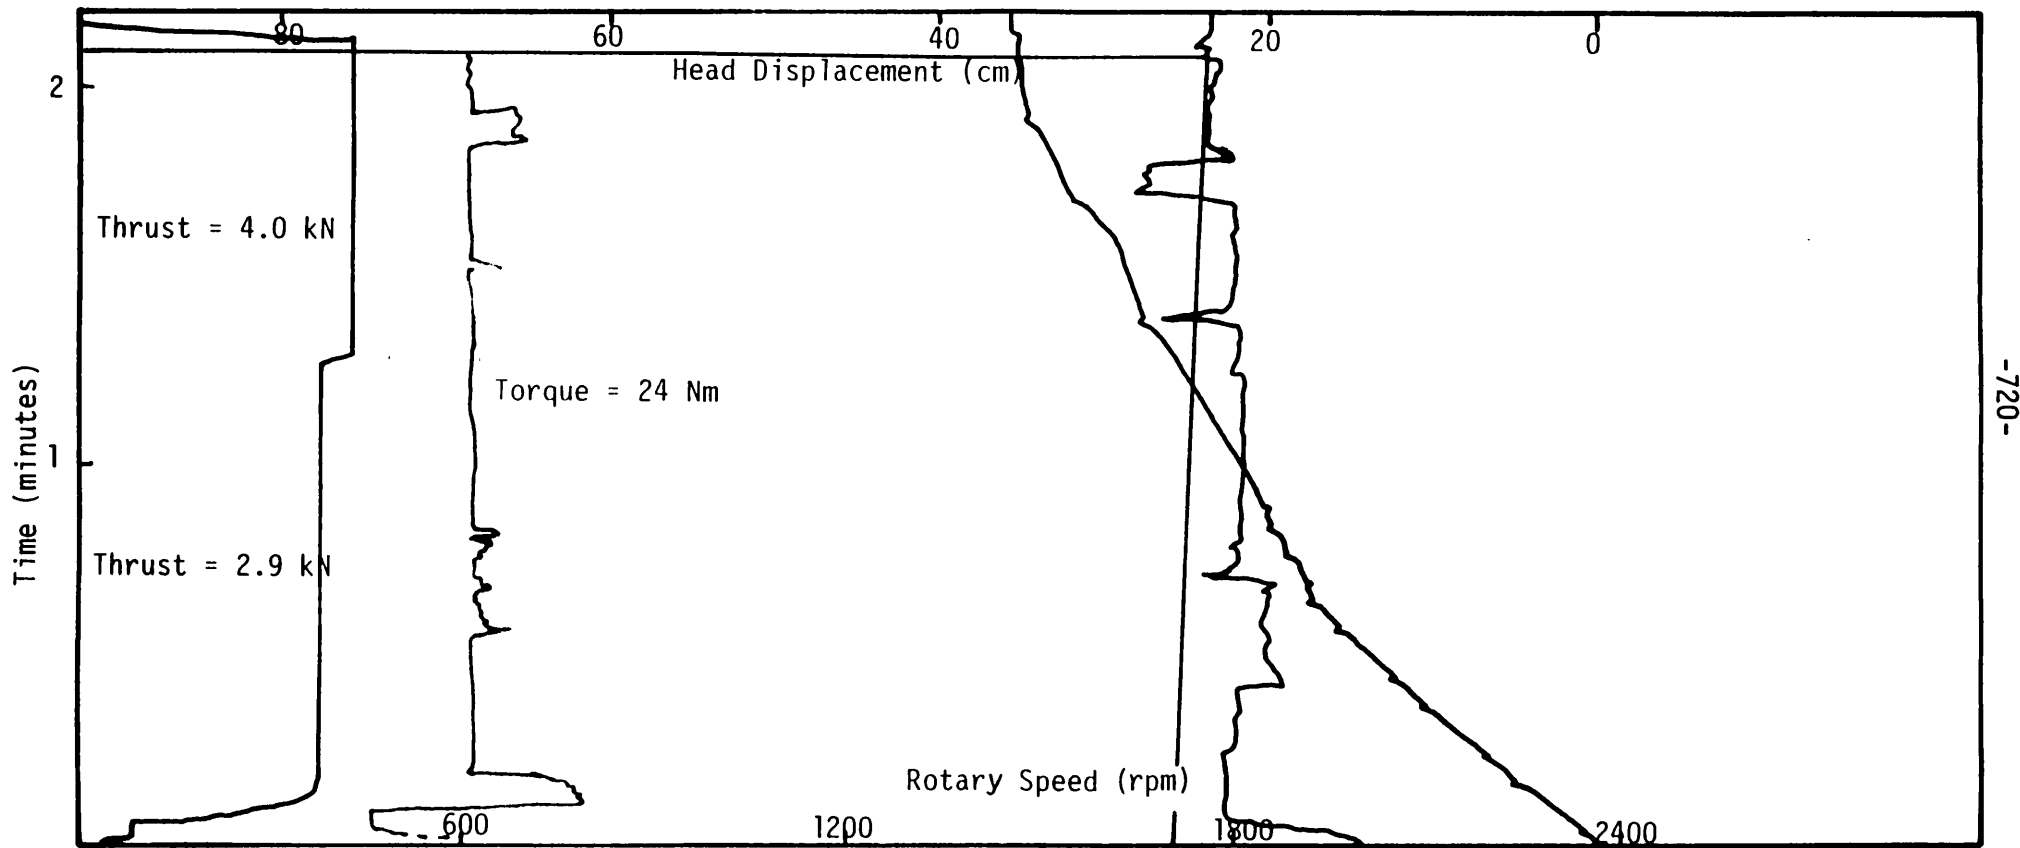 80 60 40 20 0
Head Displacement (cm)
2
Thrust = 4.0 kN
Torque = 24 Nm
-720-
Time (minutes)
1
Thrust = 2.9 kN
Rotary Speed (rpm)
600 1200 1800 2400